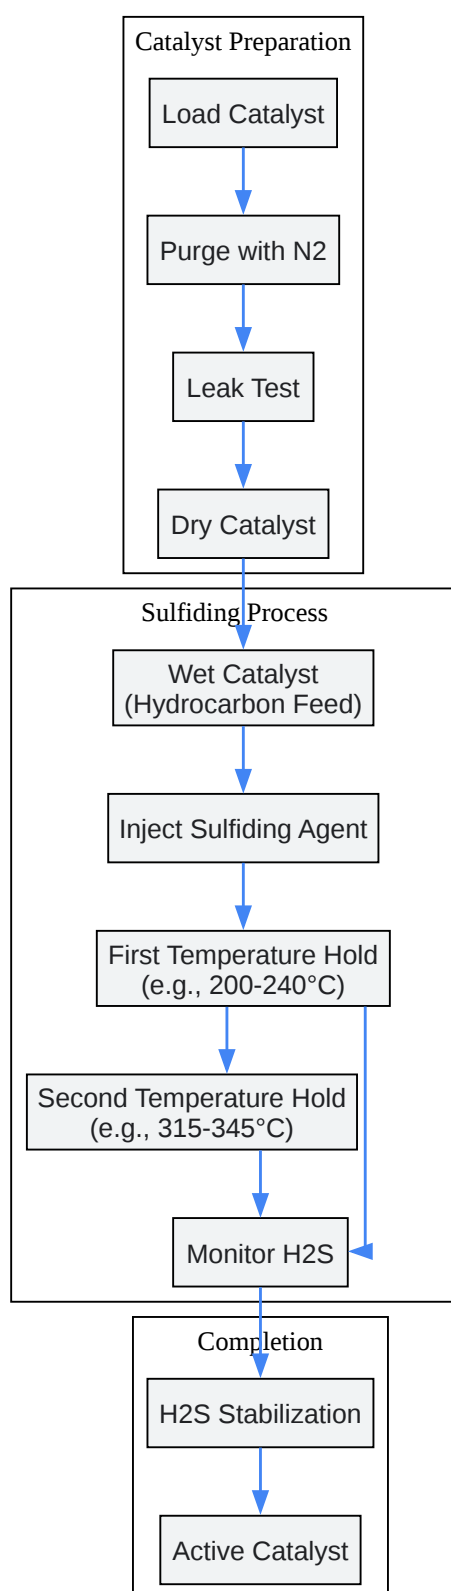 Catalyst Preparation
Load Catalyst
Purge with N2
Leak Test
Dry Catalyst
Sulfiding Process
Wet Catalyst
(Hydrocarbon Feed)
Inject Sulfiding Agent
First Temperature Hold
(e.g., 200-240°C)
Second Temperature Hold
(e.g., 315-345°C)
Monitor H2S
Completion
H2S Stabilization
Active Catalyst